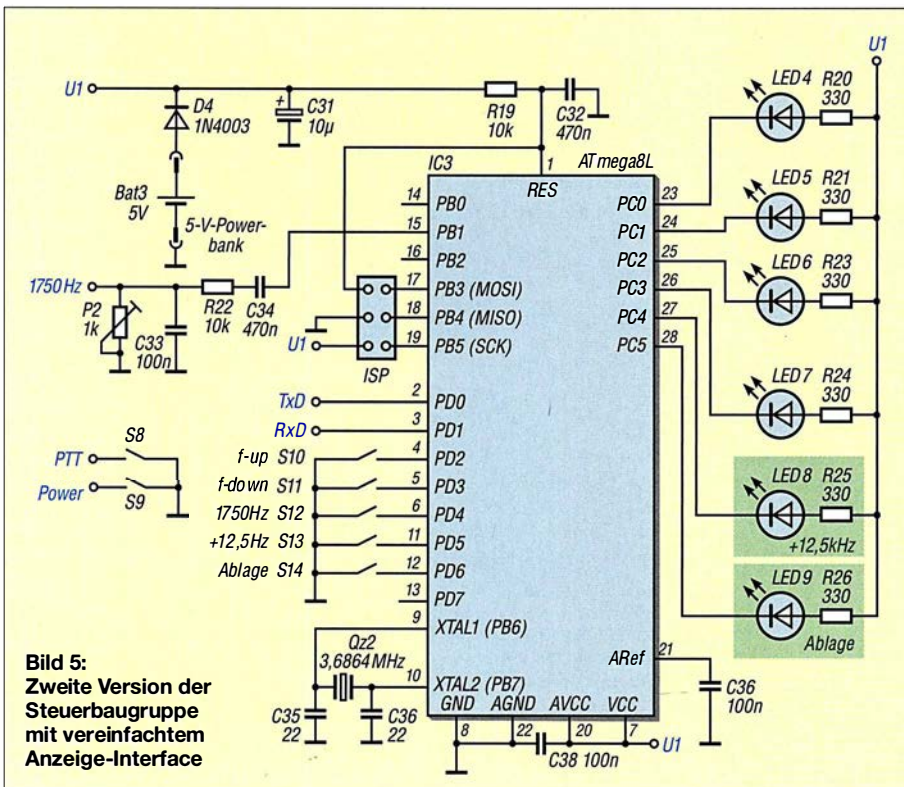 U1
D4
1N4003
+
C31
10µ
R19
10k
C32
470n
Bat3
5V
5-V-Power-
bank
1750Hz
P2
1k
C33
100n
R22
10k
C34
470n
ISP
U1
TxD
RxD
PTT
S8
Power
S9
f-up S10
f-down S11
1750Hz S12
+12,5Hz S13
Ablage S14
Qz2
3,6864MHz
C35
22
C36
22
IC3
ATmega8L
1
RES
14 PB0
15 PB1
16 PB2
17 PB3 (MOSI)
18 PB4 (MISO)
19 PB5 (SCK)
2 PD0
3 PD1
4 PD2
5 PD3
6 PD4
11 PD5
12 PD6
13 PD7
9 XTAL1 (PB6)
10 XTAL2 (PB7)
PC0 23
PC1 24
PC2 25
PC3 26
PC4 27
PC5 28
ARef 21
GND AGND AVCC VCC
8 22 20 7
C38 100n
U1
C36
100n
U1
LED4 R20
330
LED5 R21
330
LED6 R23
330
LED7 R24
330
LED8 R25
330
+12,5kHz
LED9 R26
330
Ablage
Bild 5:
Zweite Version der
Steuerbaugruppe
mit vereinfachtem
Anzeige-Interface